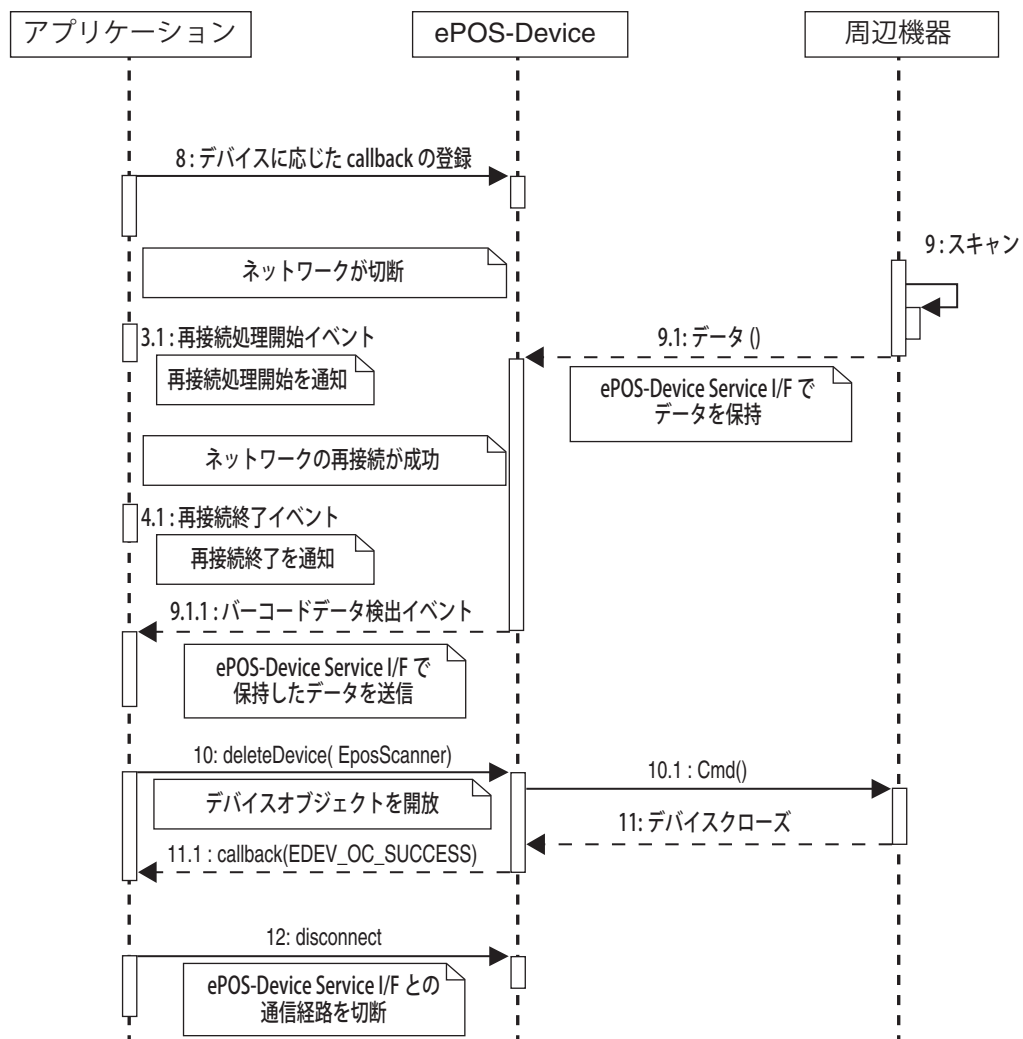 アプリケーション
ePOS-Device
周辺機器
8 : デバイスに応じた callback の登録
9 : スキャン
ネットワークが切断
3.1 : 再接続処理開始イベント
9.1: データ ()
再接続処理開始を通知
ePOS-Device Service I/F で
データを保持
ネットワークの再接続が成功
4.1 : 再接続終了イベント
再接続終了を通知
9.1.1 : バーコードデータ検出イベント
ePOS-Device Service I/F で
保持したデータを送信
10: deleteDevice( EposScanner)
10.1 : Cmd()
デバイスオブジェクトを開放
11: デバイスクローズ
11.1 : callback(EDEV_OC_SUCCESS)
12: disconnect
ePOS-Device Service I/F との
通信経路を切断